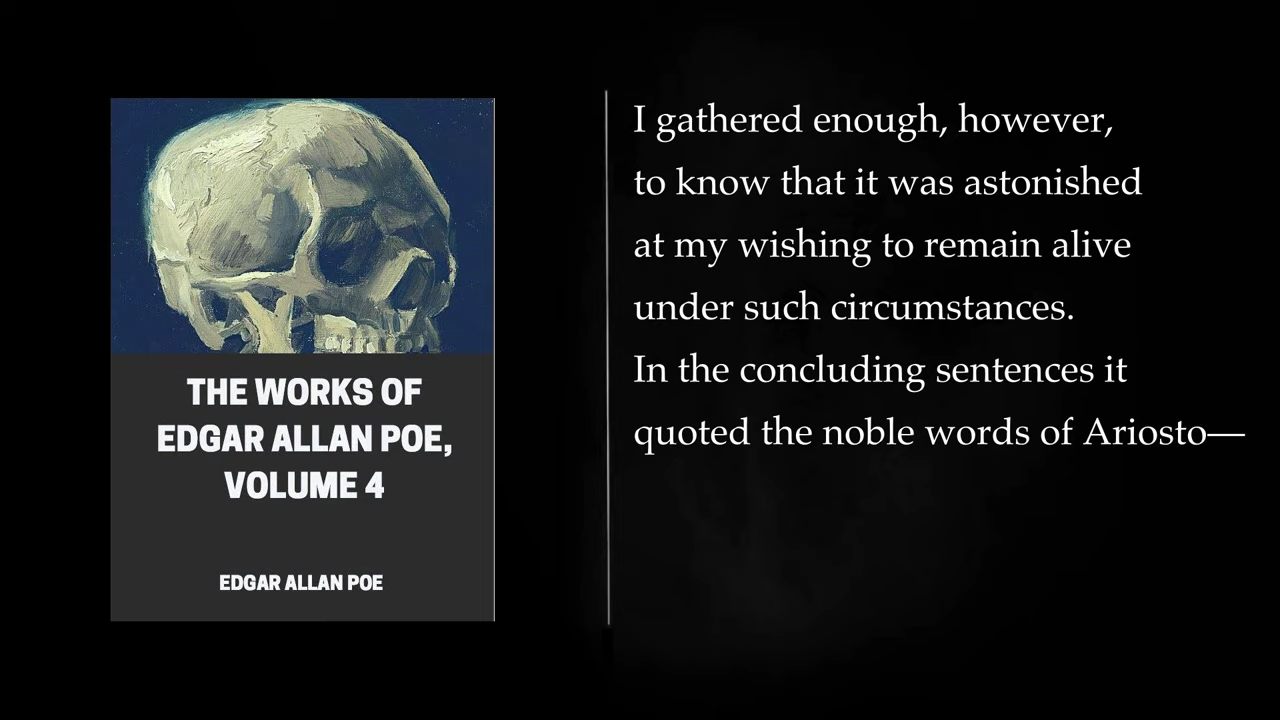 THE WORKS OF
EDGAR ALLAN POE,
VOLUME 4
EDGAR ALLAN POE
I gathered enough, however,
to know that it was astonished
at my wishing to remain alive
under such circumstances.
In the concluding sentences it
quoted the noble words of Ariosto—